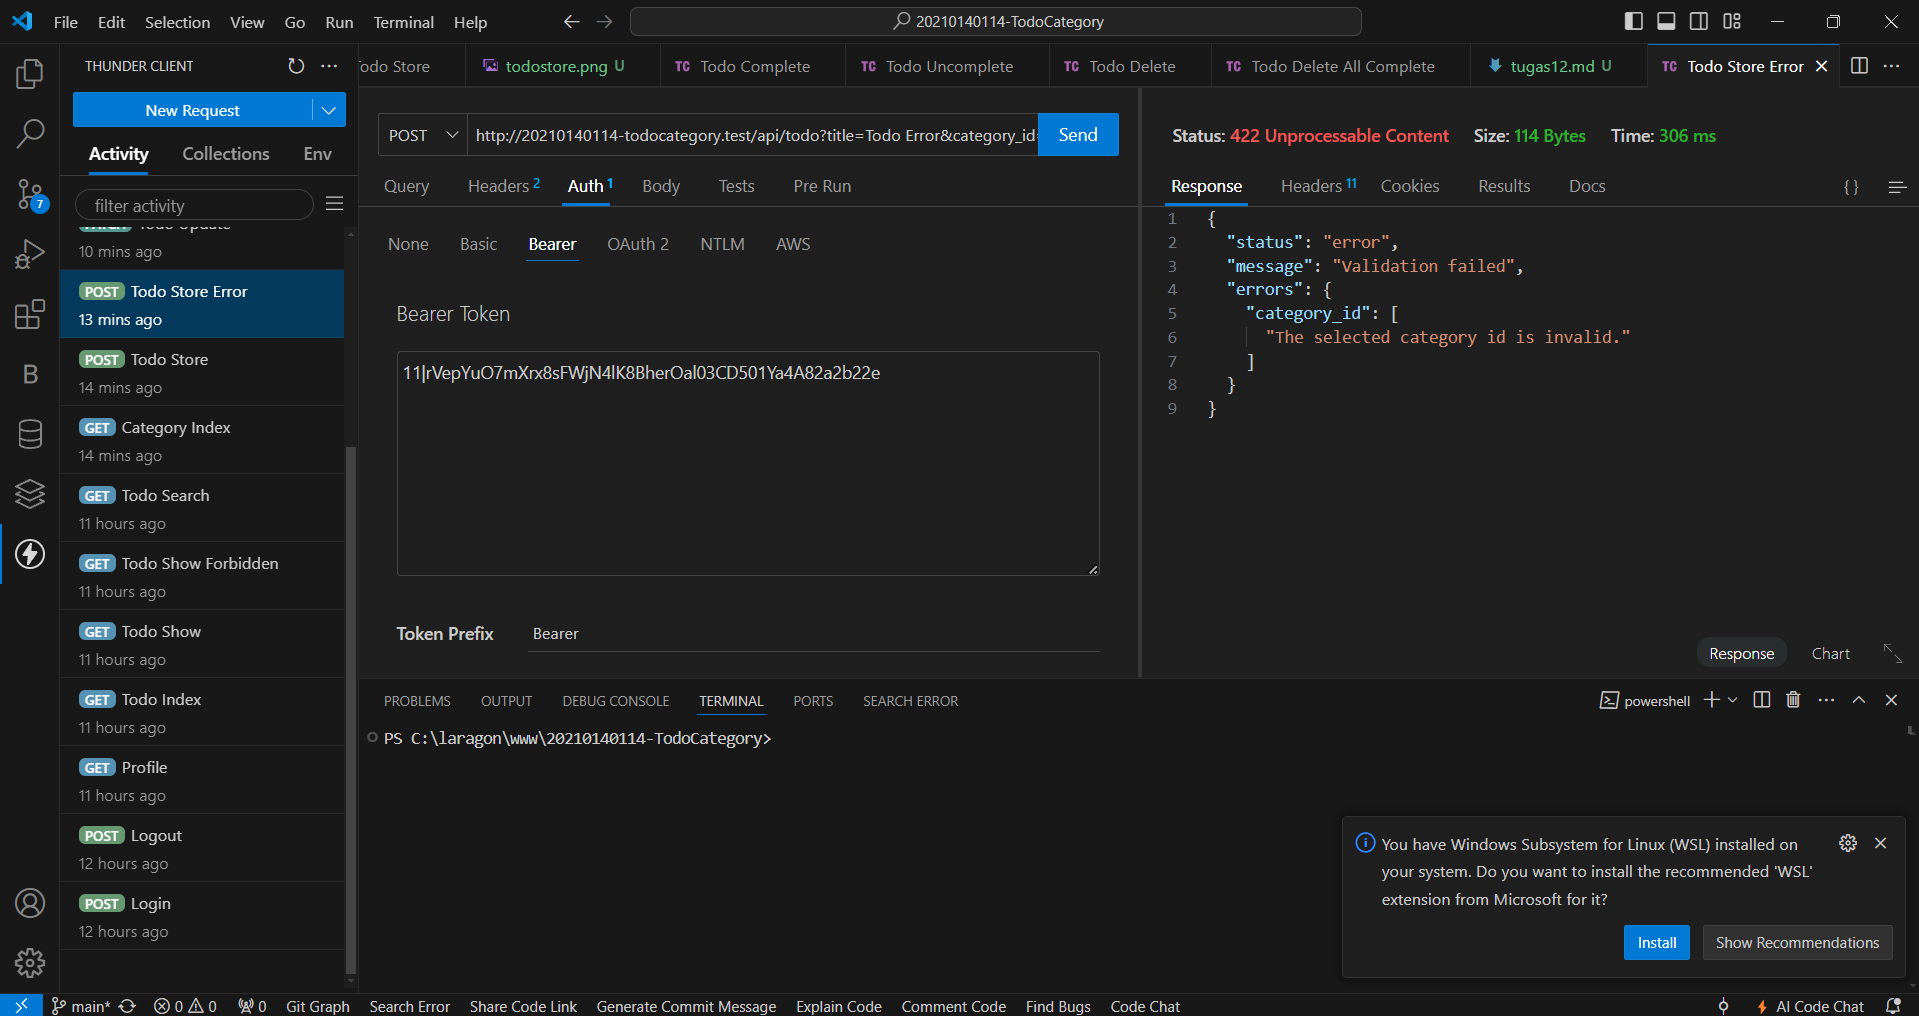 File Edit Selection View Go Run Terminal Help
20210140114-TodoCategory
THUNDER CLIENT
New Request
Activity Collections Env
filter activity
PATCH Todo Update
10 mins ago
POST Todo Store Error
13 mins ago
POST Todo Store
14 mins ago
GET Category Index
14 mins ago
GET Todo Search
11 hours ago
GET Todo Show Forbidden
11 hours ago
GET Todo Show
11 hours ago
GET Todo Index
11 hours ago
GET Profile
11 hours ago
POST Logout
12 hours ago
POST Login
12 hours ago
Todo Store
todostore.png U
TC Todo Complete
TC Todo Uncomplete
TC Todo Delete
TC Todo Delete All Complete
tugas12.md U
TC Todo Store Error
POST
http://20210140114-todocategory.test/api/todo?title=Todo Error&category_id=
Send
Query Headers 2 Auth 1 Body Tests Pre Run
None Basic Bearer OAuth 2 NTLM AWS
Bearer Token
11|rVepYuO7mXrx8sFWjN4lK8BherOal03CD501Ya4A82a2b22e
Token Prefix Bearer
Status: 422 Unprocessable Content Size: 114 Bytes Time: 306 ms
Response Headers 11 Cookies Results Docs { }
1 {
2 "status": "error",
3 "message": "Validation failed",
4 "errors": {
5 "category_id": [
6 "The selected category id is invalid."
7 ]
8 }
9 }
Response Chart
PROBLEMS OUTPUT DEBUG CONSOLE TERMINAL PORTS SEARCH ERROR
powershell
PS C:\laragon\www\20210140114-TodoCategory>
You have Windows Subsystem for Linux (WSL) installed on
your system. Do you want to install the recommended 'WSL'
extension from Microsoft for it?
Install Show Recommendations
B
7
main* 0 0 0 Git Graph Search Error Share Code Link Generate Commit Message Explain Code Comment Code Find Bugs Code Chat AI Code Chat